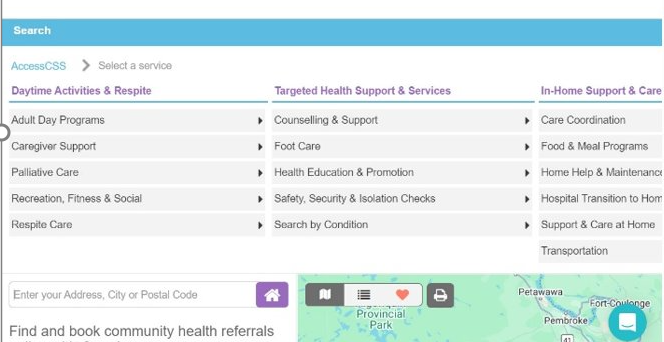 Search
AccessCSS Select a service
Daytime Activities & Respite Targeted Health Support & Services In-Home Support & Care
Adult Day Programs Counselling & Support Care Coordination
Caregiver Support Foot Care Food & Meal Programs
Palliative Care Health Education & Promotion Home Help & Maintenance
Recreation, Fitness & Social Safety, Security & Isolation Checks Hospital Transition to Hom
Respite Care Search by Condition Support & Care at Home
Transportation
Enter your Address, City or Postal Code
Find and book community health referrals
Provincial
Park
Petawawa
Fort-Coulonge
Pembroke
41